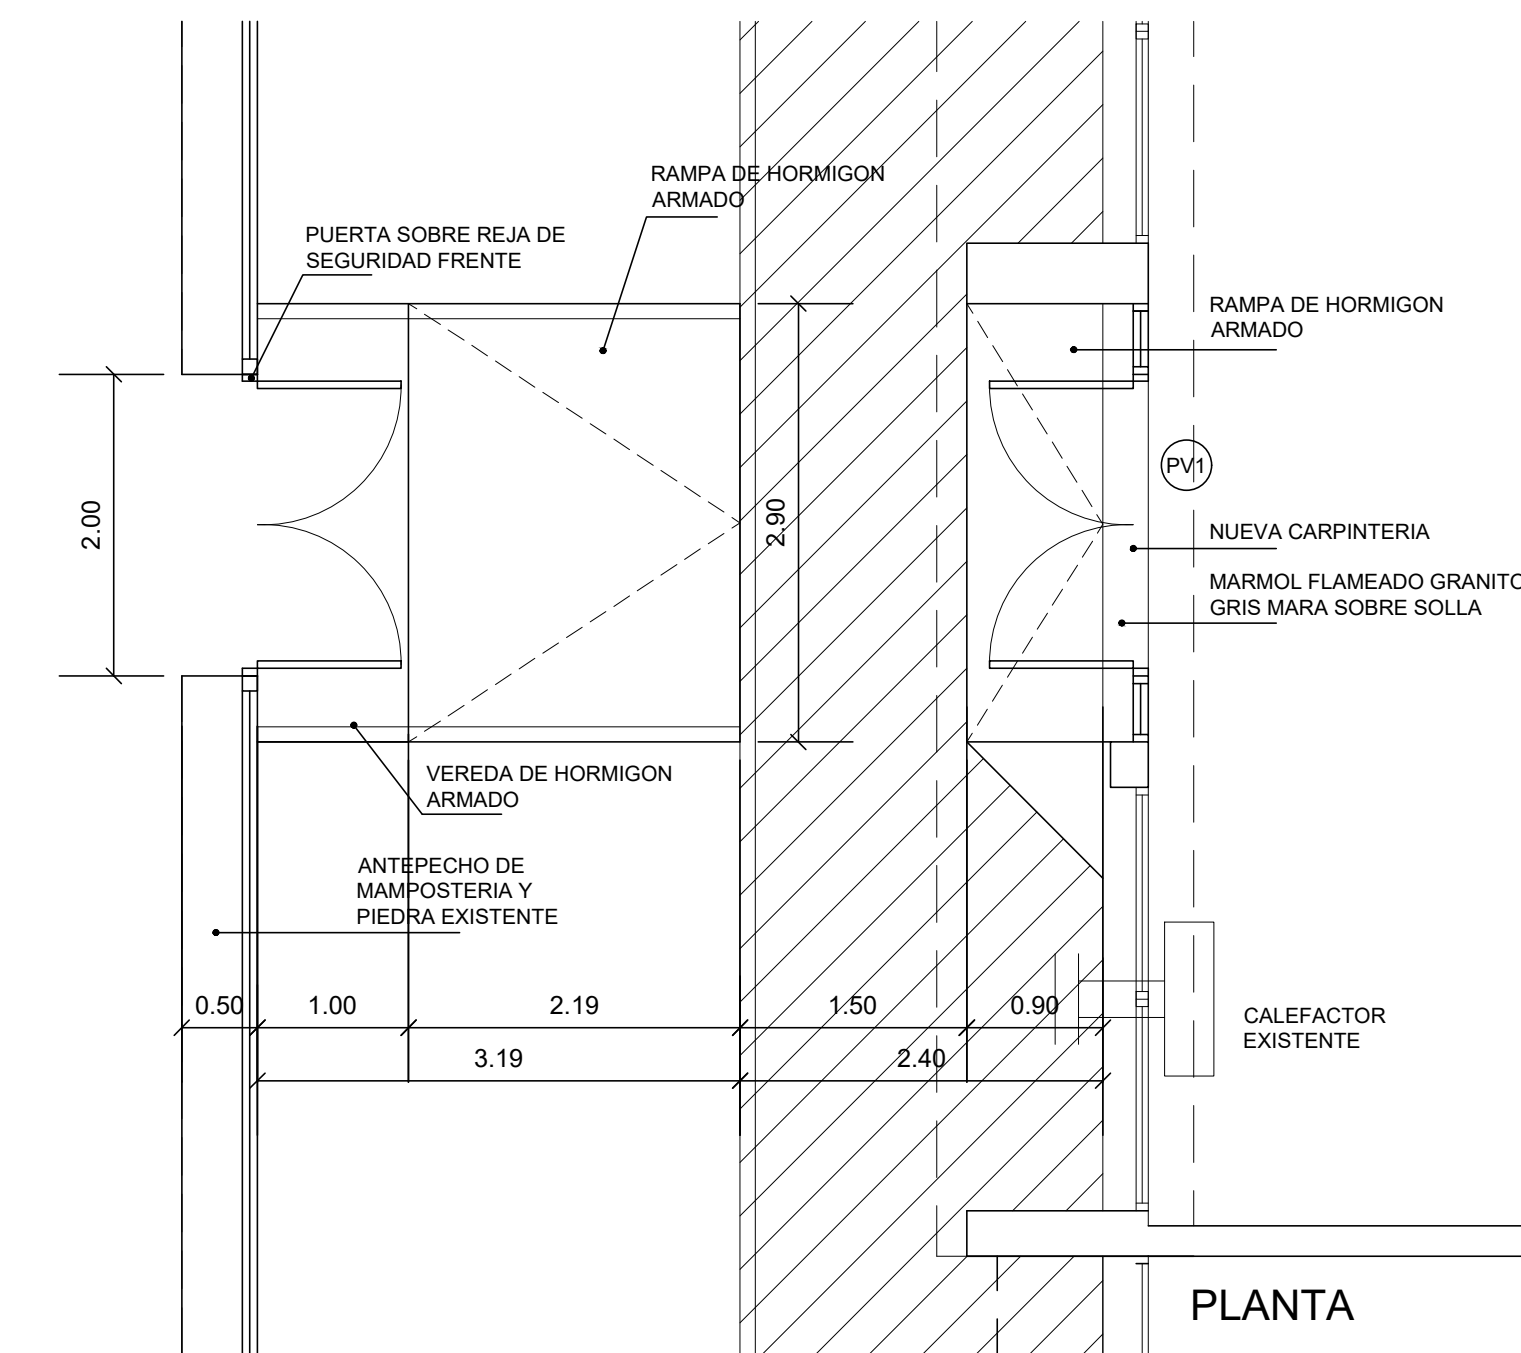 RAMPA DE HORMIGON
ARMADO
PUERTA SOBRE REJA DE
SEGURIDAD FRENTE
RAMPA DE HORMIGON
ARMADO
PV1
2.00
2.90
NUEVA CARPINTERIA
MARMOL FLAMEADO GRANITO
GRIS MARA SOBRE SOLLA
VEREDA DE HORMIGON
ARMADO
ANTEPECHO DE
MAMPOSTERIA Y
PIEDRA EXISTENTE
0.50
1.00
2.19
1.50
0.90
CALEFACTOR
EXISTENTE
3.19
2.40
PLANTA